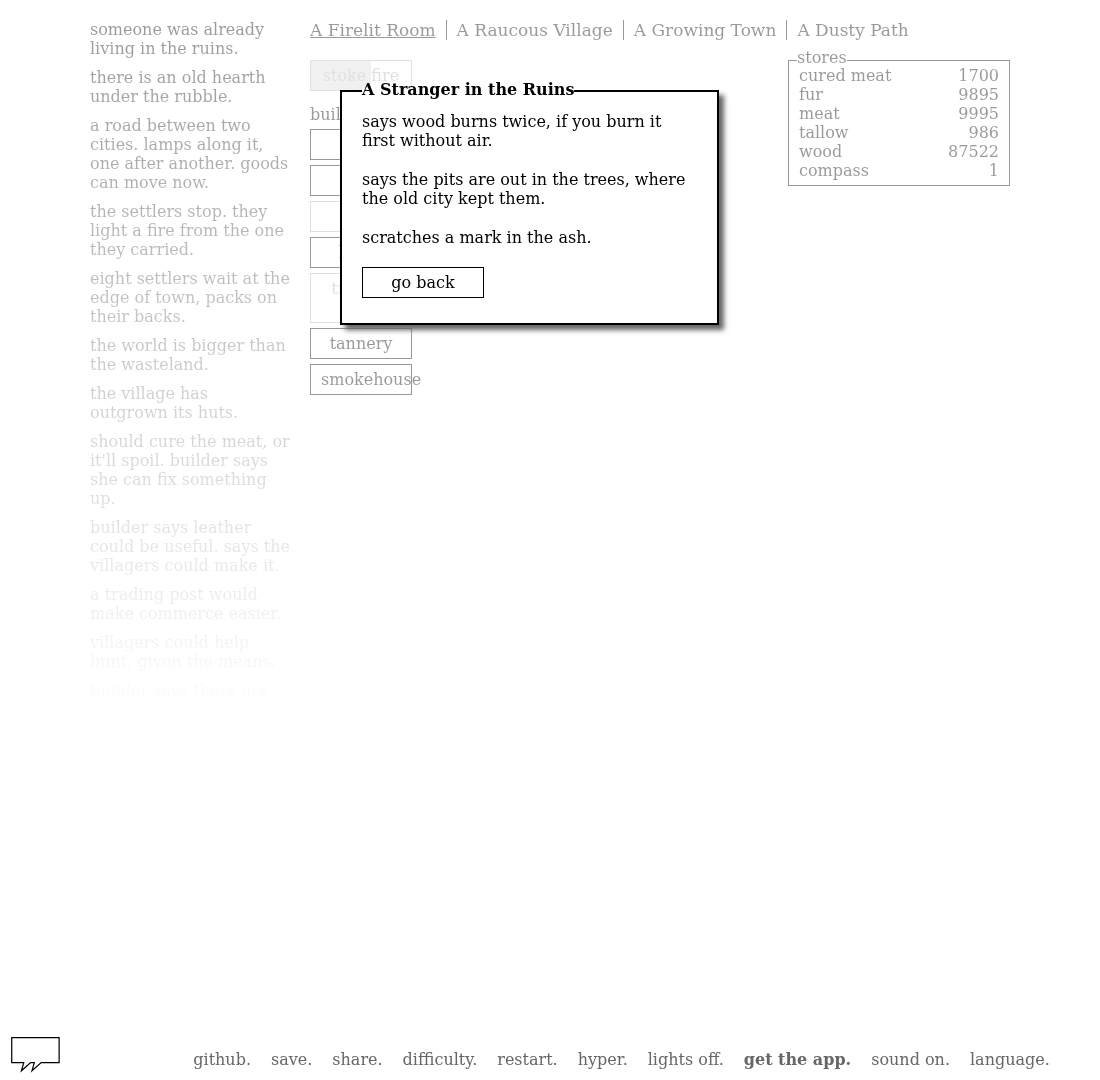 someone was already
living in the ruins.
there is an old hearth
under the rubble.
a road between two
cities. lamps along it,
one after another. goods
can move now.
the settlers stop. they
light a fire from the one
they carried.
eight settlers wait at the
edge of town, packs on
their backs.
the world is bigger than
the wasteland.
the village has
outgrown its huts.
should cure the meat, or
it'll spoil. builder says
she can fix something
up.
builder says leather
could be useful. says the
villagers could make it.
a trading post would
make commerce easier.
villagers could help
hunt, given the means.
builder says there are
A Firelit Room A Raucous Village A Growing Town A Dusty Path
stoke fire
A Stranger in the Ruins
says wood burns twice, if you burn it
first without air.
says the pits are out in the trees, where
the old city kept them.
scratches a mark in the ash.
go back
tannery
smokehouse
stores
cured meat 1700
fur 9895
meat 9995
tallow 986
wood 87522
compass 1
github. save. share. difficulty. restart. hyper. lights off. get the app. sound on. language.